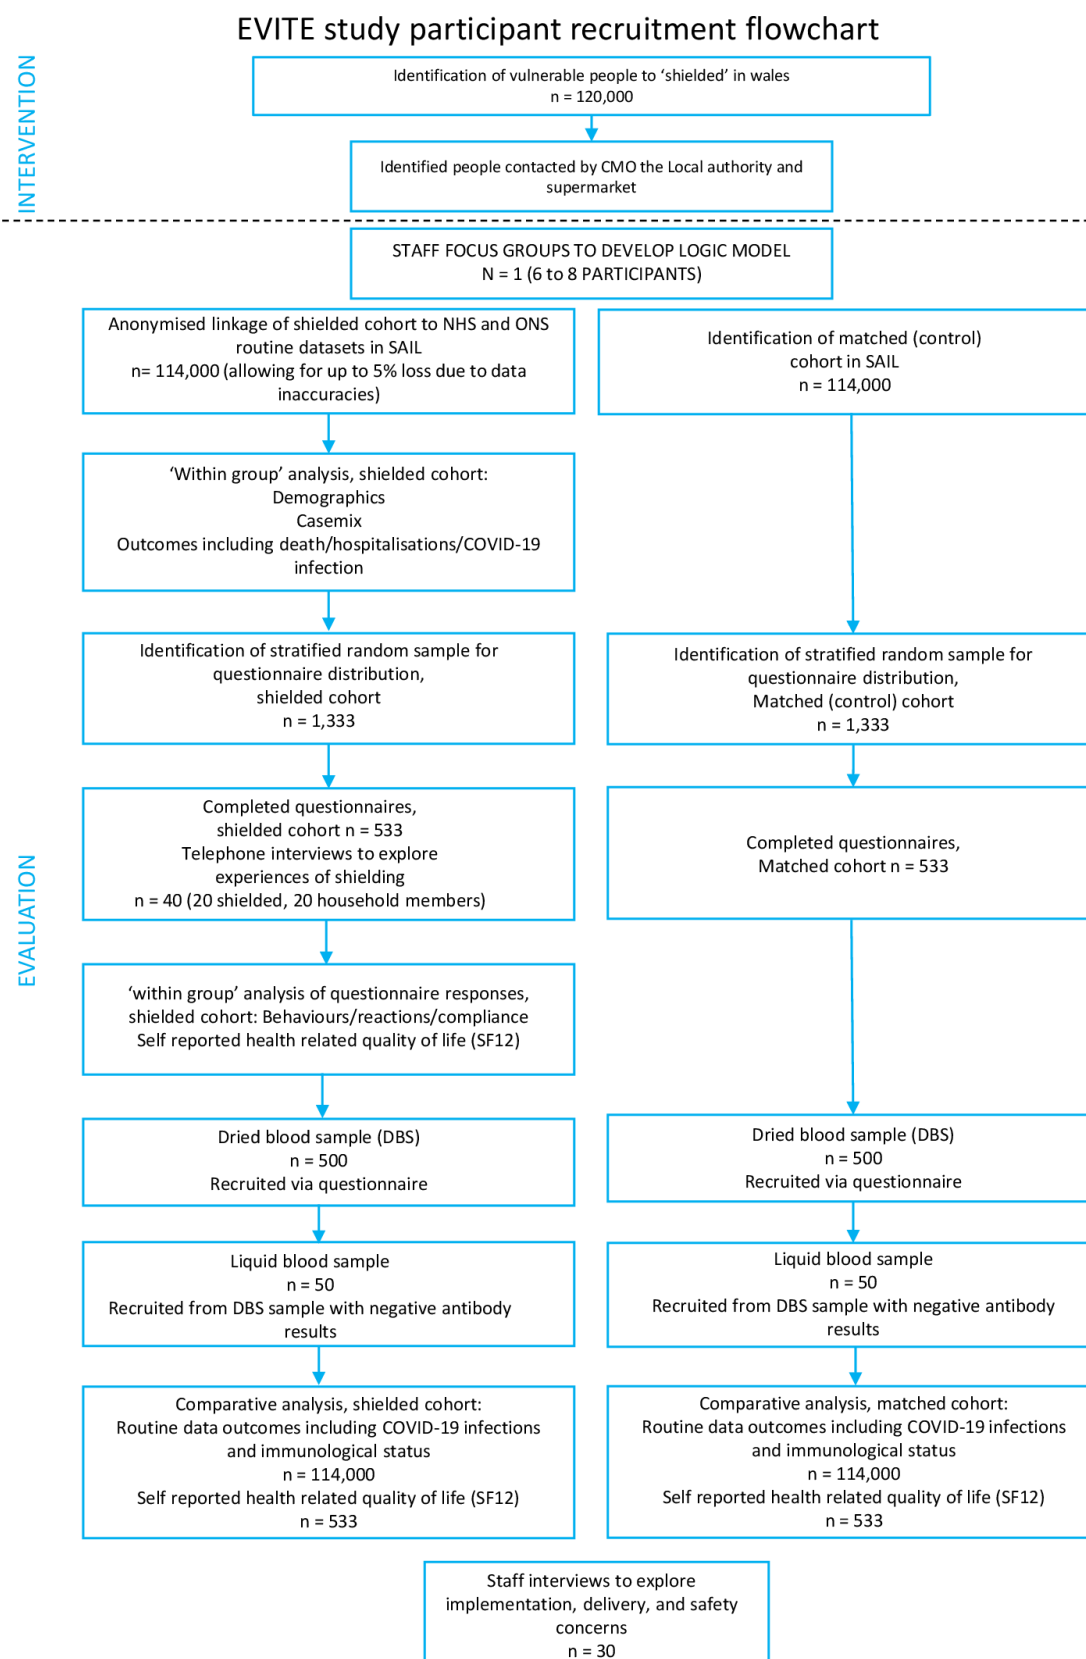 EVITE study participant recruitment flowchart
INTERVENTION
Identification of vulnerable people to ‘shielded’ in wales
n = 120,000
Identified people contacted by CMO the Local authority and
supermarket
EVALUATION
STAFF FOCUS GROUPS TO DEVELOP LOGIC MODEL
N = 1 (6 to 8 PARTICIPANTS)
Anonymised linkage of shielded cohort to NHS and ONS
routine datasets in SAIL
n= 114,000 (allowing for up to 5% loss due to data
inaccuracies)
Identification of matched (control)
cohort in SAIL
n = 114,000
‘Within group’ analysis, shielded cohort:
Demographics
Casemix
Outcomes including death/hospitalisations/COVID-19
infection
Identification of stratified random sample for
questionnaire distribution,
shielded cohort
n = 1,333
Identification of stratified random sample for
questionnaire distribution,
Matched (control) cohort
n = 1,333
Completed questionnaires,
shielded cohort n = 533
Telephone interviews to explore
experiences of shielding
n = 40 (20 shielded, 20 household members)
Completed questionnaires,
Matched cohort n = 533
‘within group’ analysis of questionnaire responses,
shielded cohort: Behaviours/reactions/compliance
Self reported health related quality of life (SF12)
Dried blood sample (DBS)
n = 500
Recruited via questionnaire
Dried blood sample (DBS)
n = 500
Recruited via questionnaire
Liquid blood sample
n = 50
Recruited from DBS sample with negative antibody
results
Liquid blood sample
n = 50
Recruited from DBS sample with negative antibody
results
Comparative analysis, shielded cohort:
Routine data outcomes including COVID-19 infections
and immunological status
n = 114,000
Self reported health related quality of life (SF12)
n = 533
Comparative analysis, matched cohort:
Routine data outcomes including COVID-19 infections
and immunological status
n = 114,000
Self reported health related quality of life (SF12)
n = 533
Staff interviews to explore
implementation, delivery, and safety
concerns
n = 30